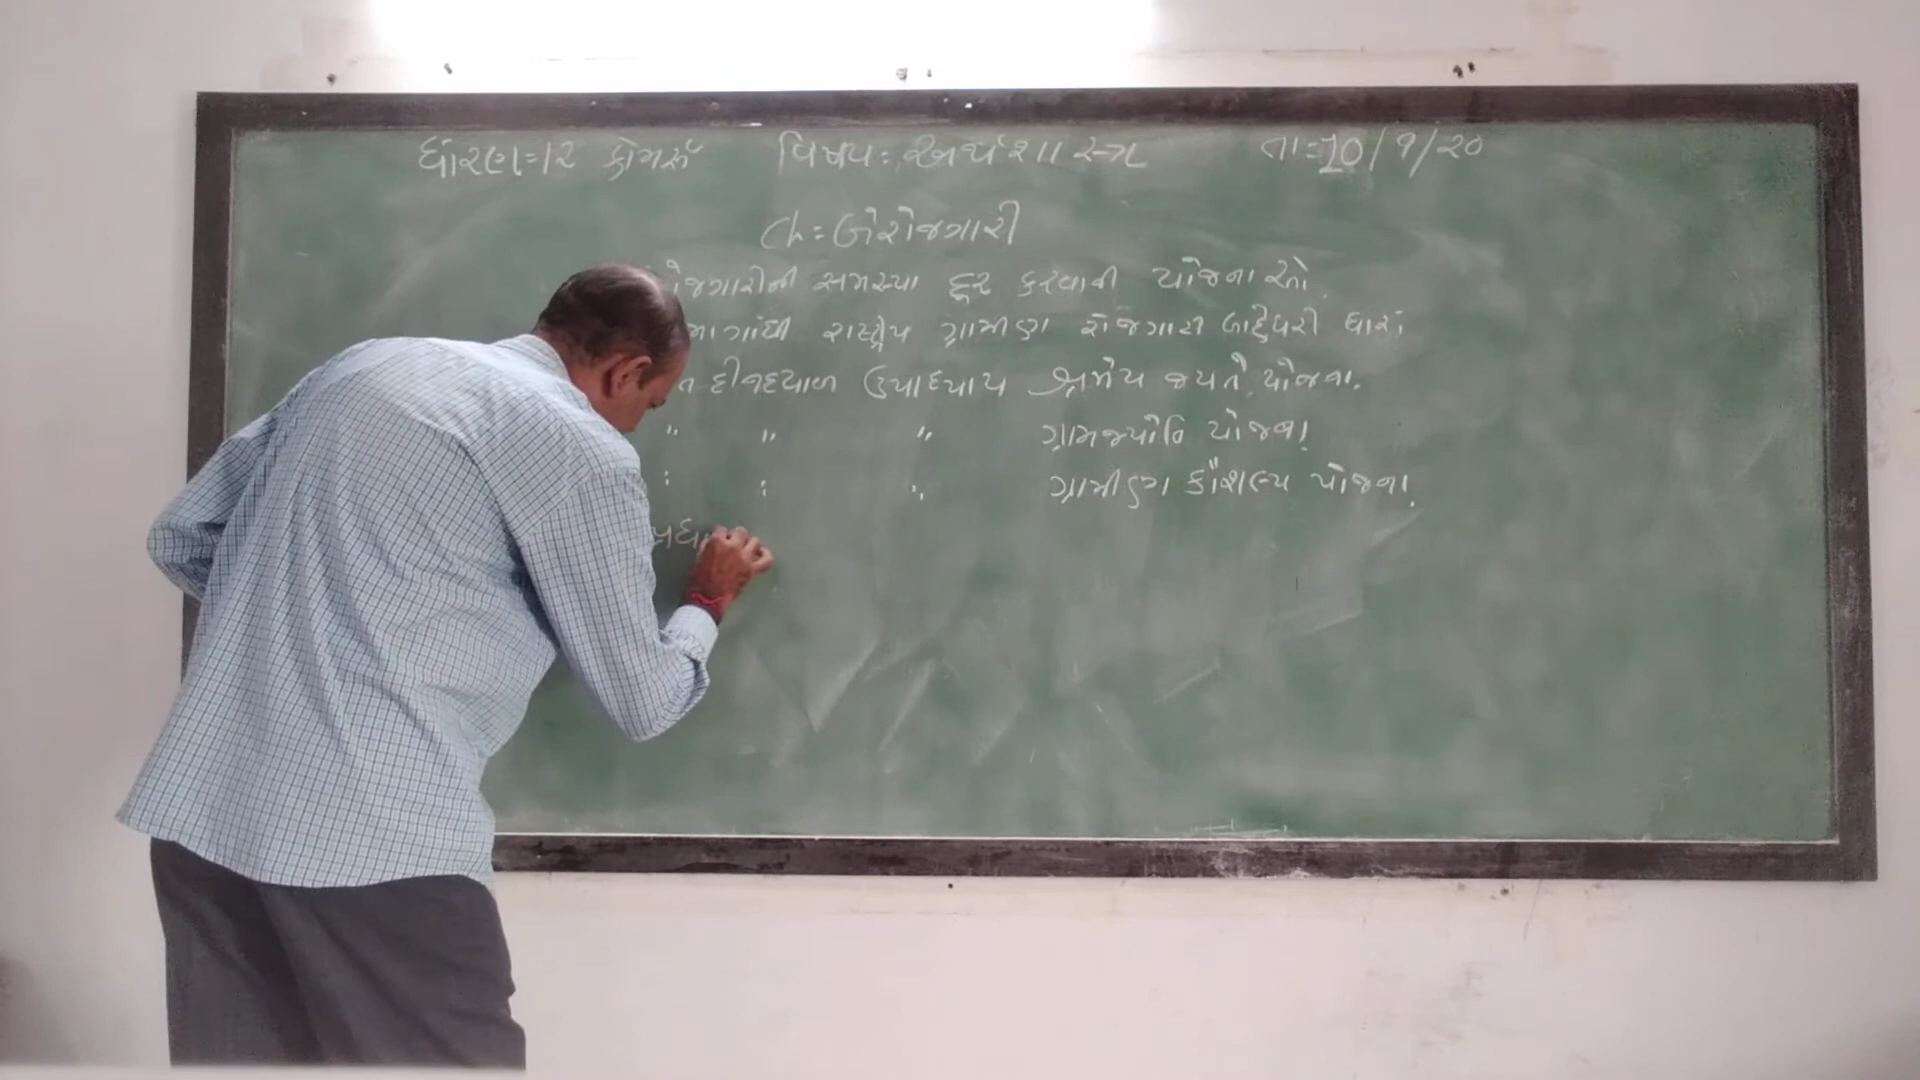 ધોરણ=12 કોમર્સ વિષય: અર્થશાસ્ત્ર તા=10/9/20
Ch=બેરોજગારી
રોજગારીની સમસ્યા દૂર કરવાની યોજનાઓ.
ગાંધી રાષ્ટ્રીય ગ્રામીણ રોજગારી બાહેધરી ધારો
દીનદયાળ ઉપાધ્યાય શ્રમેવ જયતે યોજના.
" " " ગ્રામજ્યોતિ યોજના
: : " ગ્રામીણ કૌશલ્ય યોજના
પ્રધા